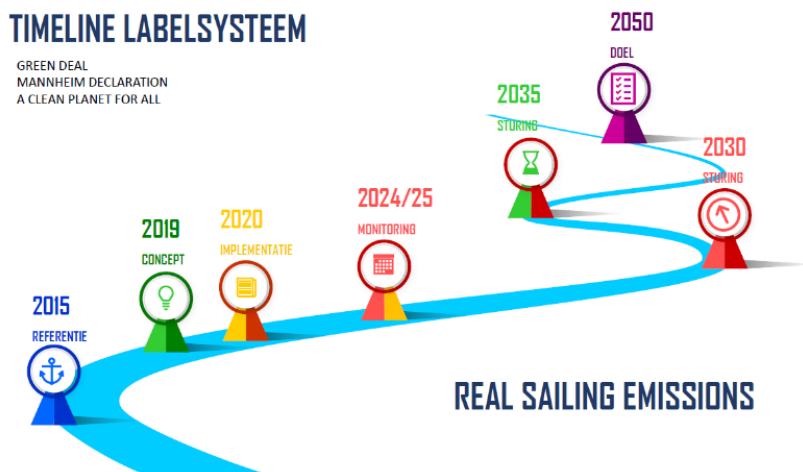 TIMELINE LABELSYSTEEM
GREEN DEAL
MANNHEIM DECLARATION
A CLEAN PLANET FOR ALL
2015
REFERENTIE
2019
CONCEPT
2020
IMPLEMENTATIE
2024/25
MONITORING
2030
STURING
2035
STURING
2050
DOEL
REAL SAILING EMISSIONS